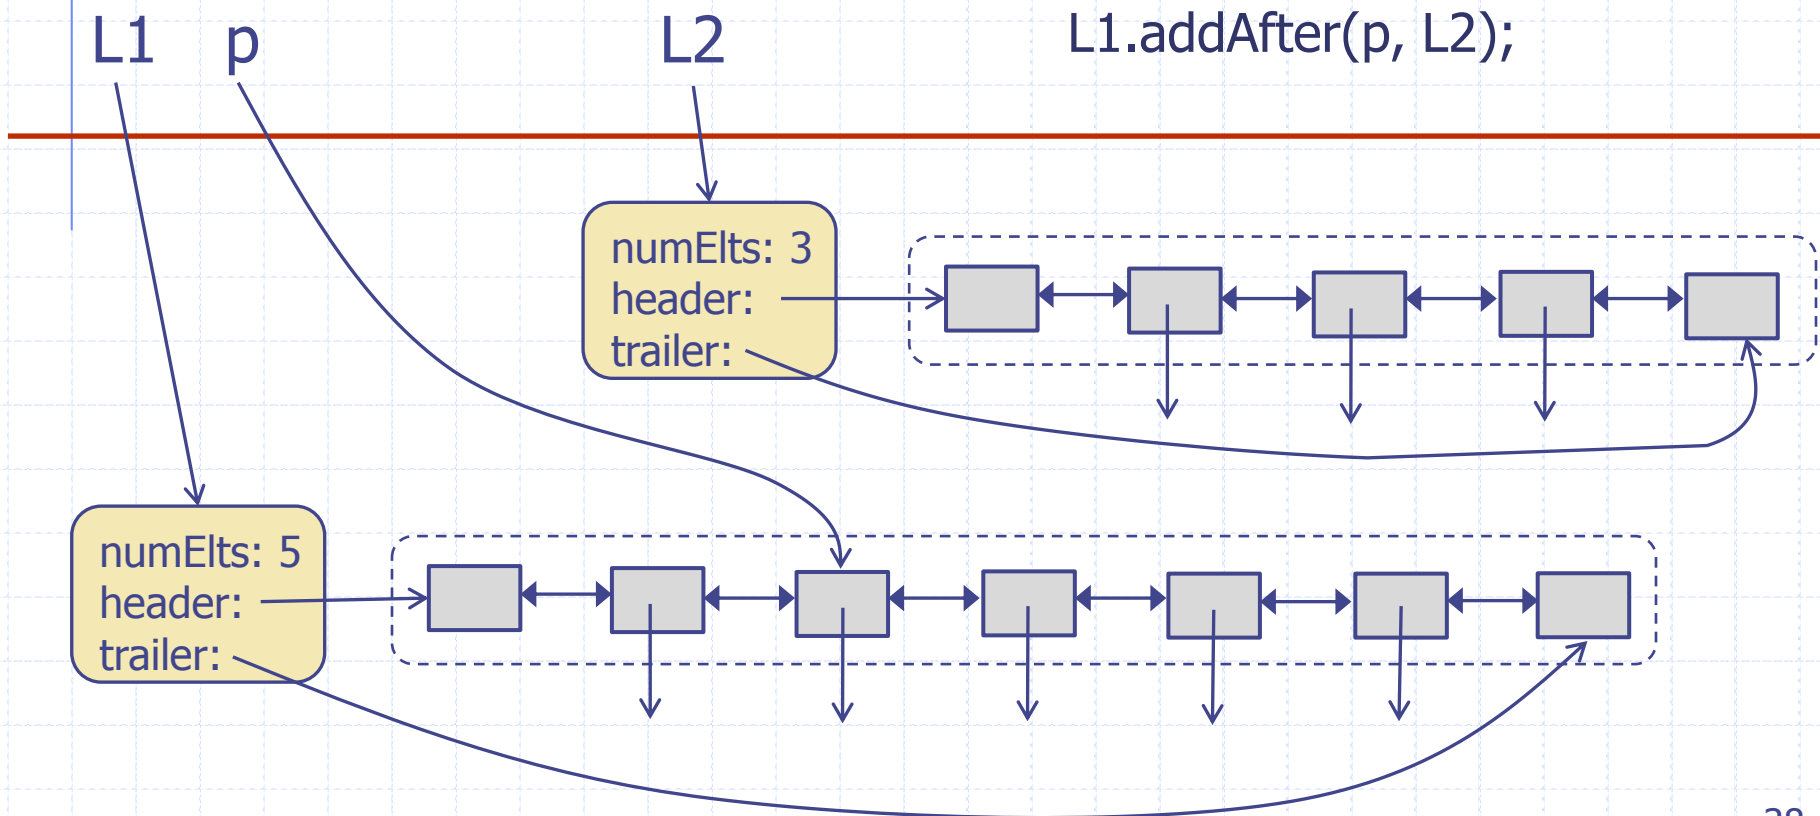 L1 p L2 L1.addAfter(p, L2);
numElts: 3
header:
trailer:
numElts: 5
header:
trailer: